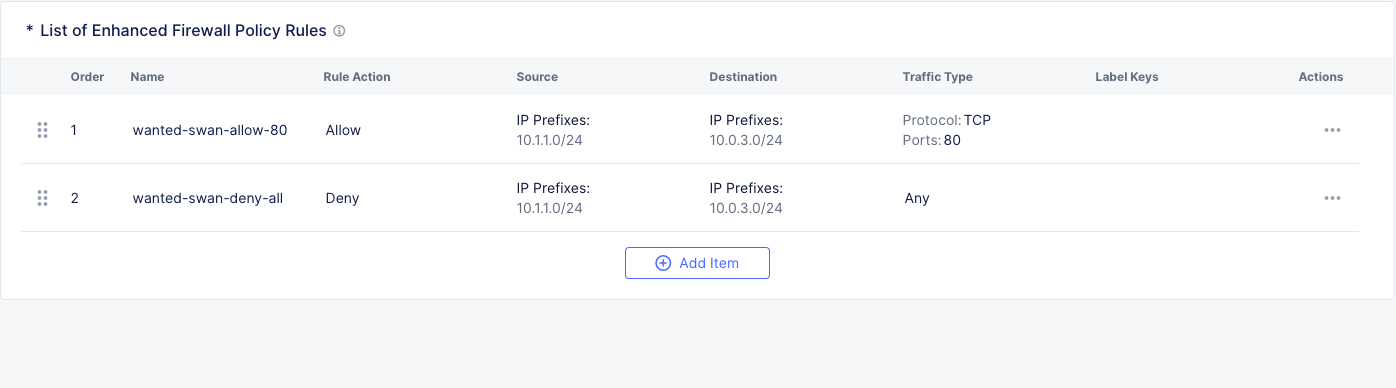 * List of Enhanced Firewall Policy Rules
Order Name Rule Action Source Destination Traffic Type Label Keys Actions
1 wanted-swan-allow-80 Allow IP Prefixes: 10.1.1.0/24 IP Prefixes: 10.0.3.0/24 Protocol: TCP Ports: 80
2 wanted-swan-deny-all Deny IP Prefixes: 10.1.1.0/24 IP Prefixes: 10.0.3.0/24 Any
Add Item